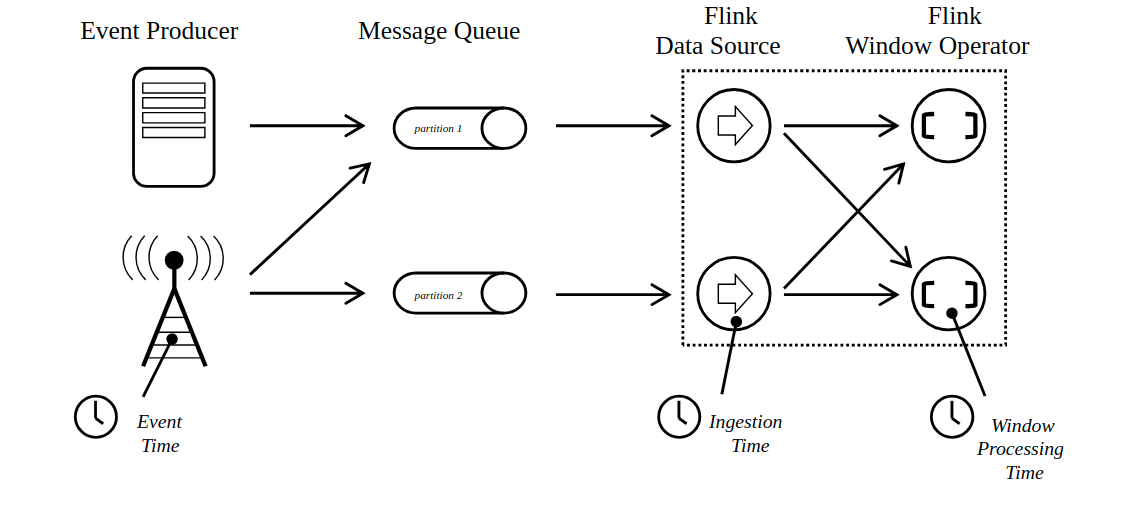 Event Producer
Message Queue
Flink
Data Source
Flink
Window Operator
partition 1
partition 2
Event
Time
Ingestion
Time
Window
Processing
Time